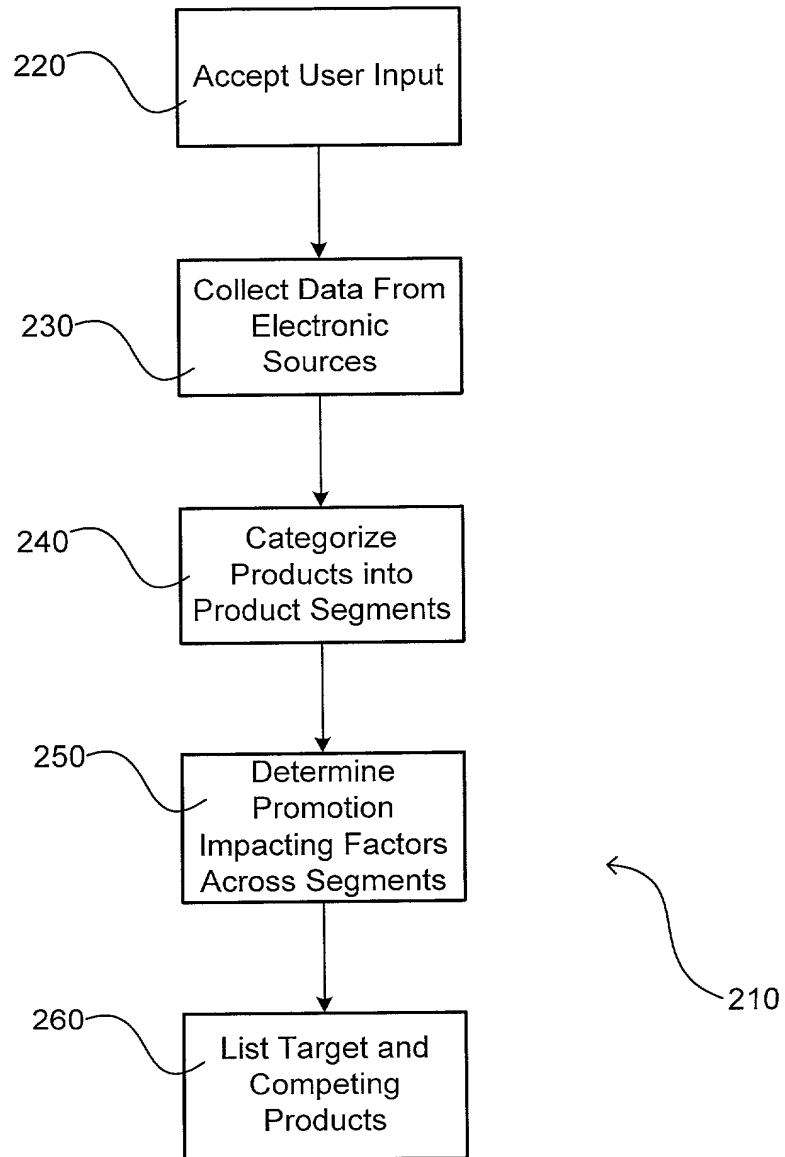 220
Accept User Input
230
Collect Data From
Electronic
Sources
240
Categorize
Products into
Product Segments
250
Determine
Promotion
Impacting Factors
Across Segments
210
260
List Target and
Competing
Products